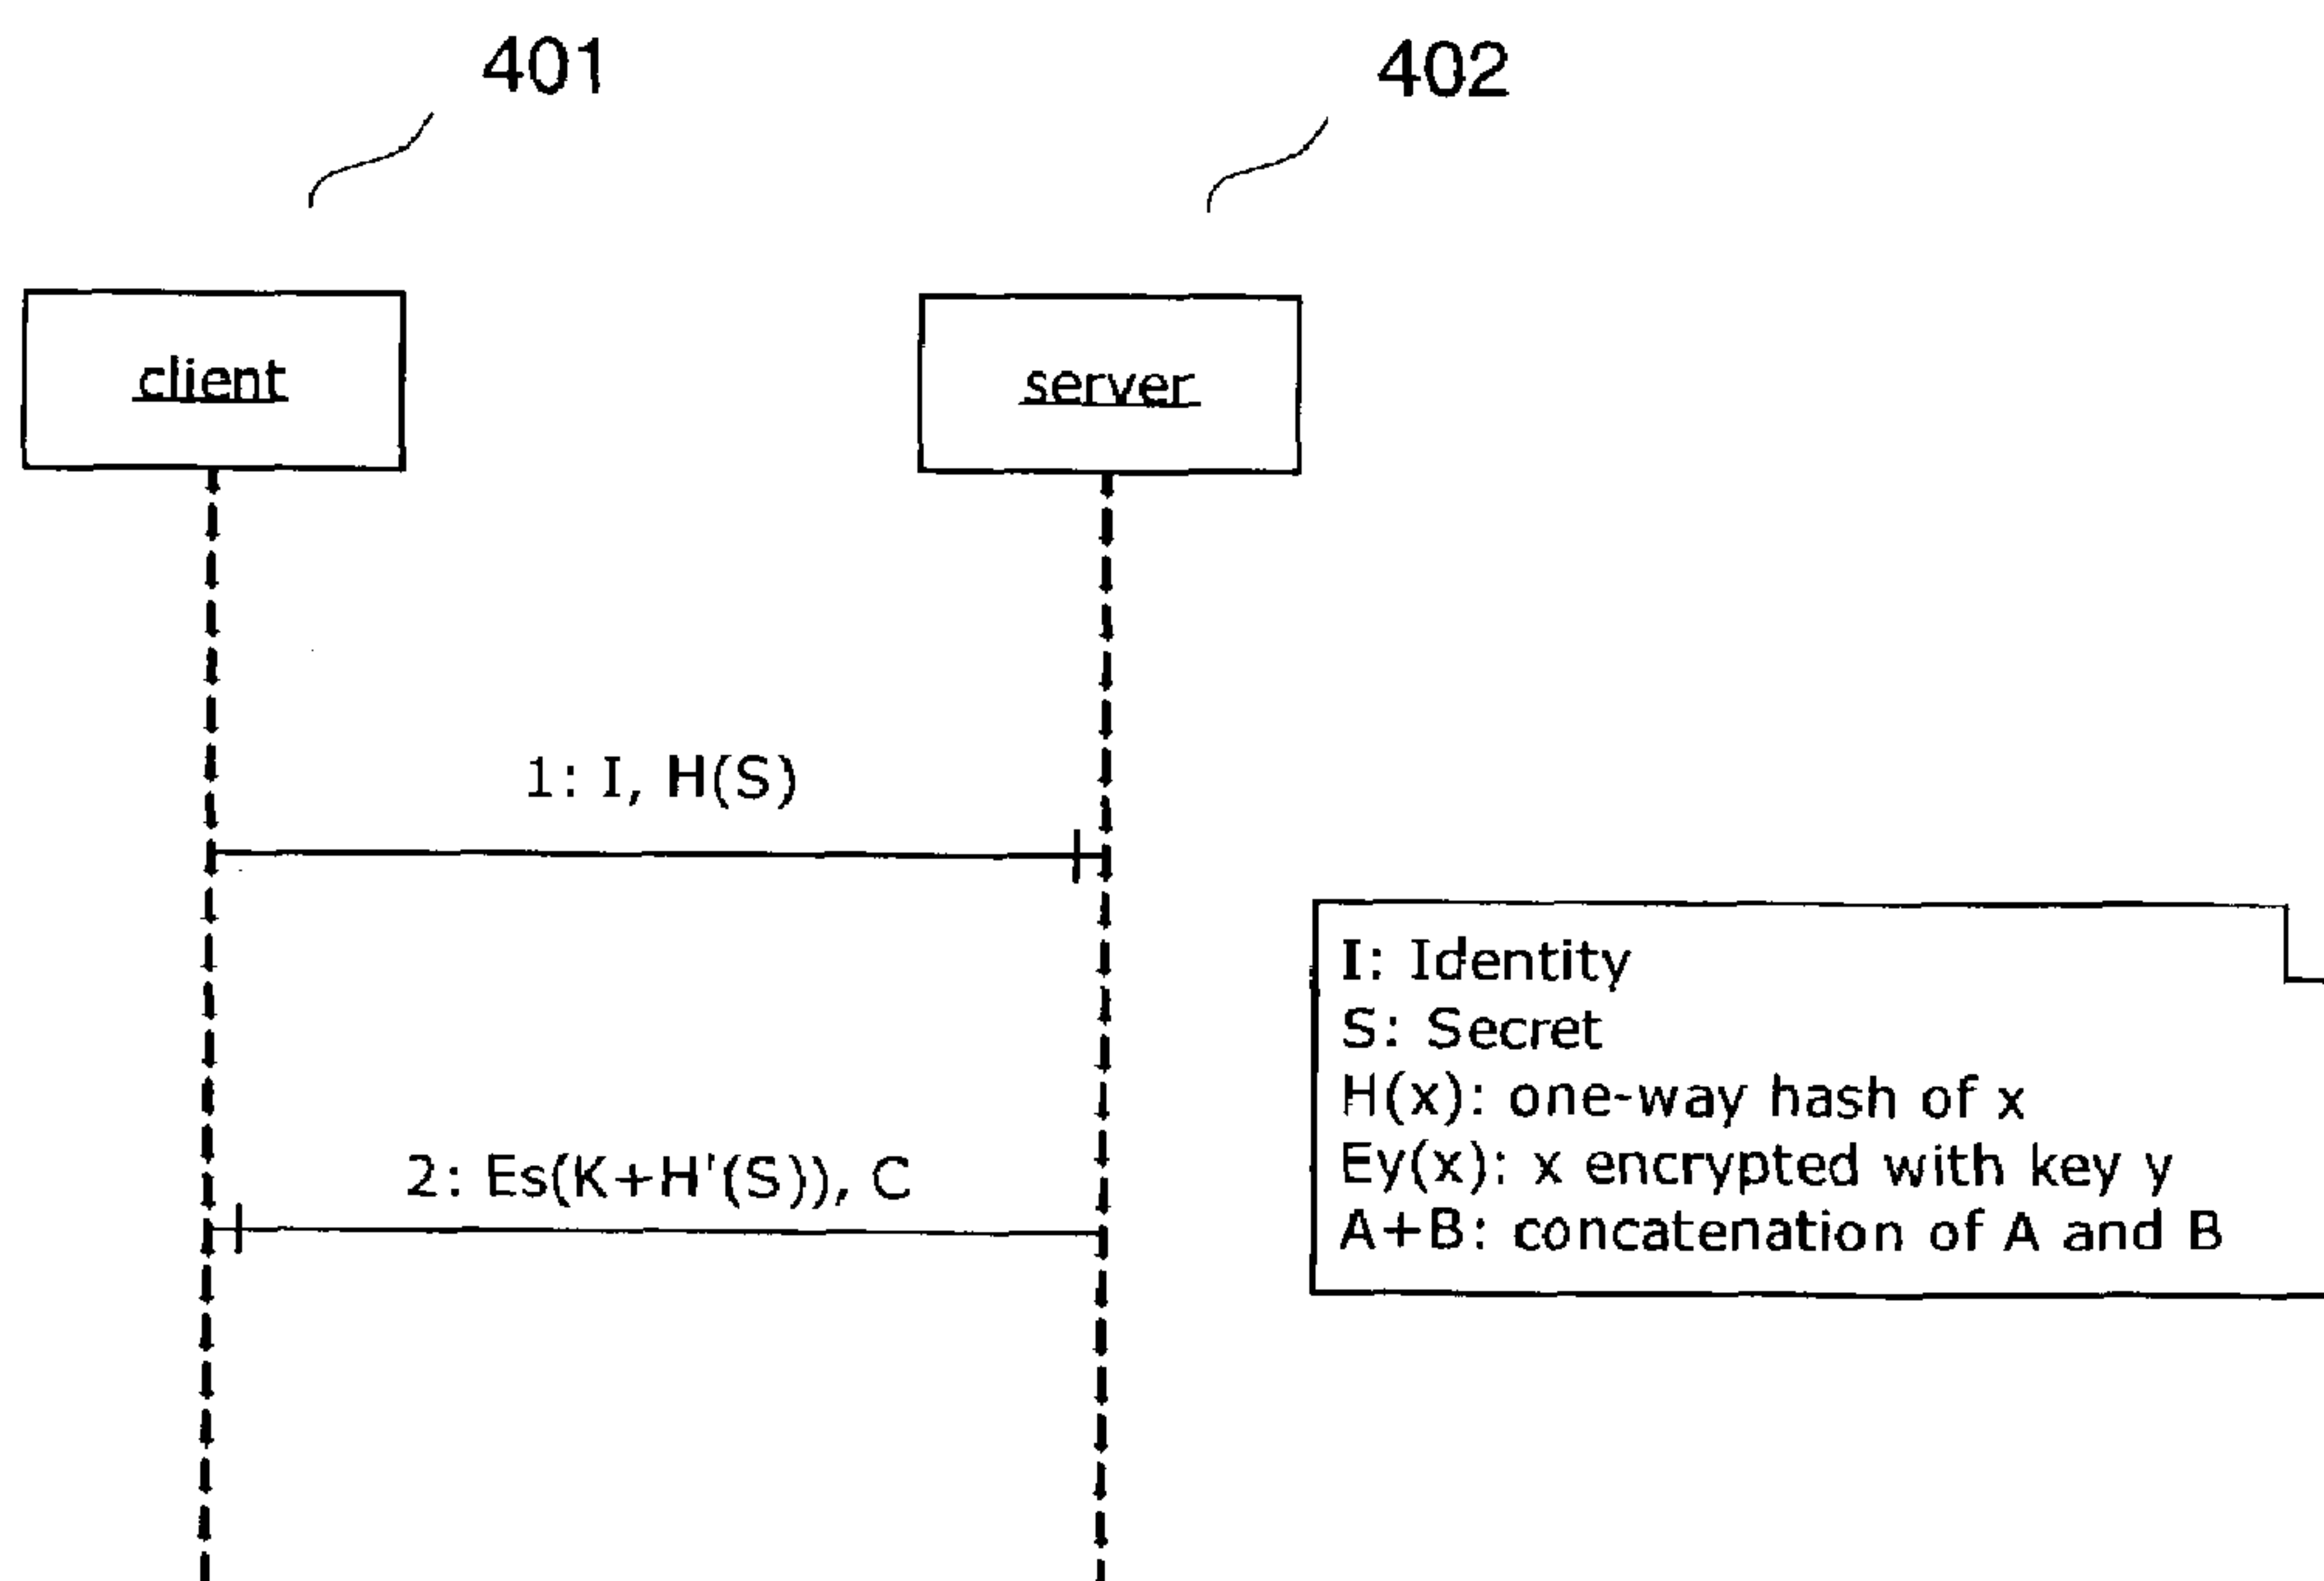 401
402
client
server
1: I, H(S)
I: Identity
S: Secret
H(x): one-way hash of x
Ey(x): x encrypted with key y
A+B: concatenation of A and B
2: Es(K+H'(S)), C